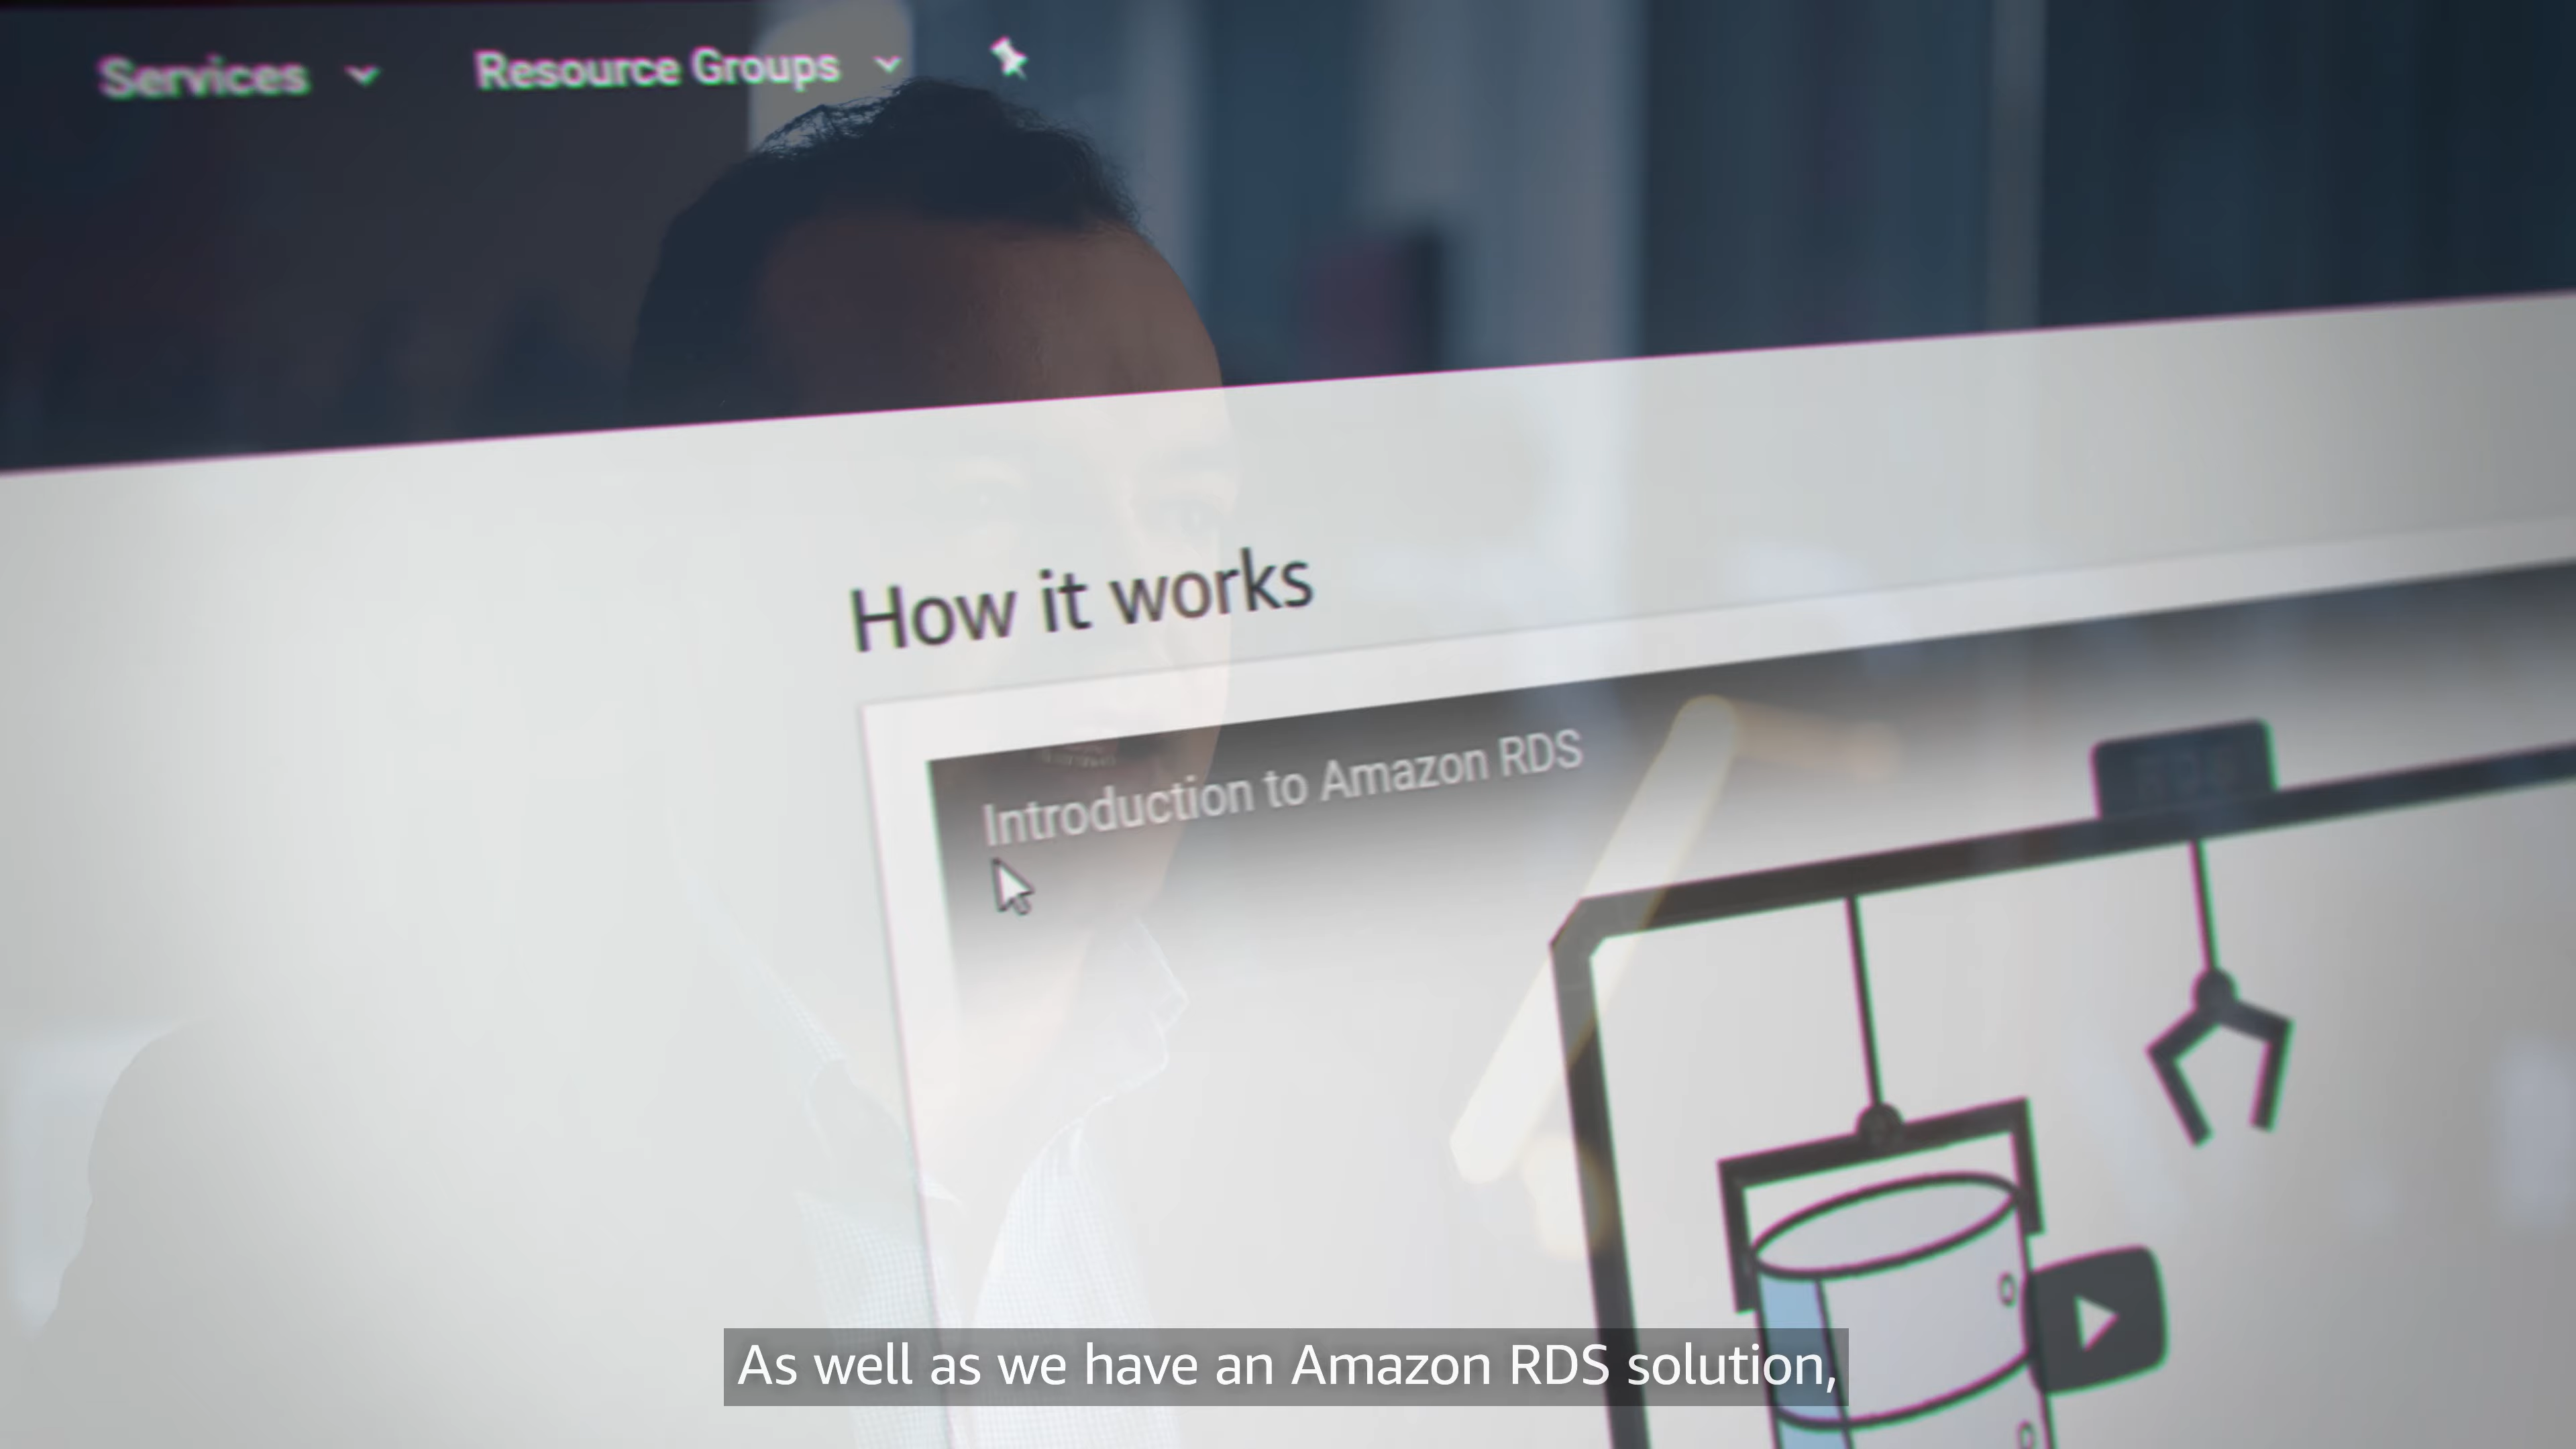 Services
Resource Groups
How it works
Introduction to Amazon RDS
As well as we have an Amazon RDS solution,